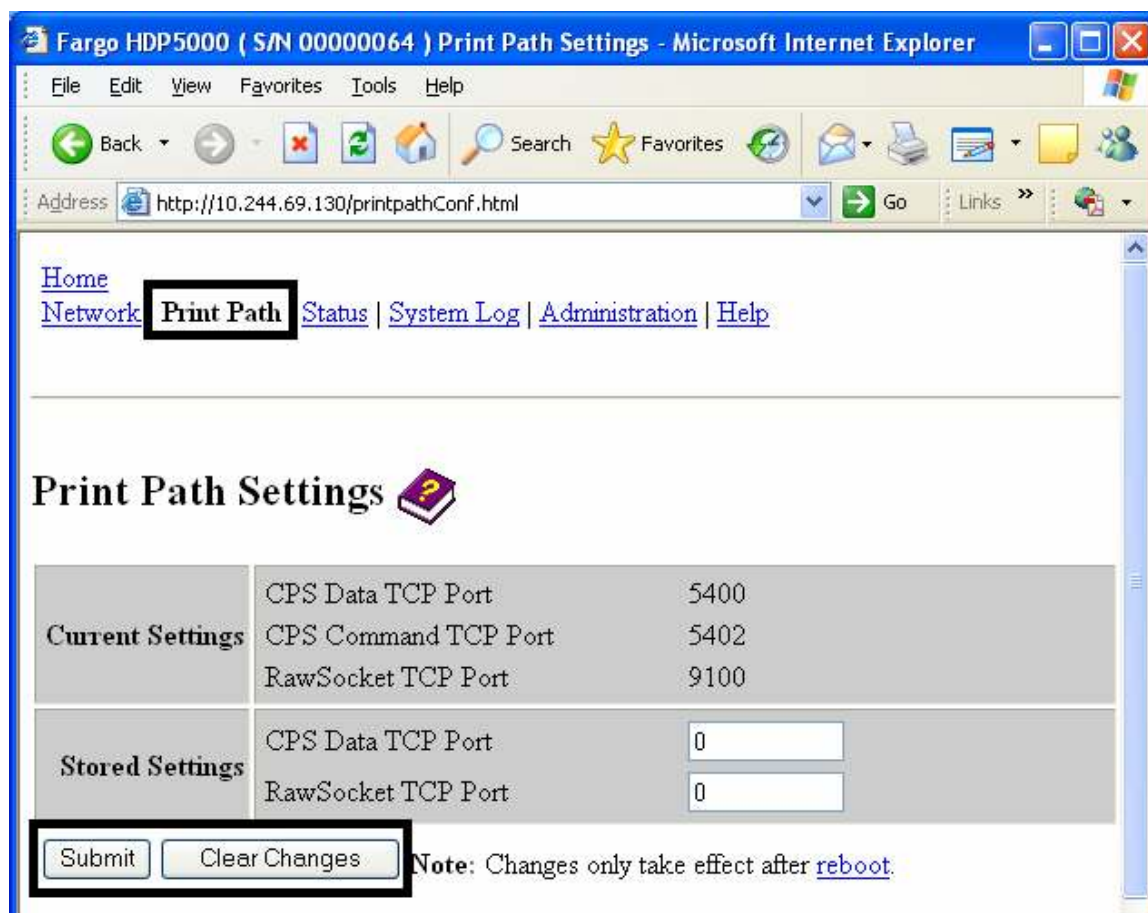 Fargo HDP5000 ( S/N 00000064 ) Print Path Settings - Microsoft Internet Explorer
File Edit View Favorites Tools Help
Back Search Favorites
Address http://10.244.69.130/printpathConf.html Go Links »
Home
Network Print Path Status | System Log | Administration | Help
Print Path Settings
Current Settings
CPS Data TCP Port 5400
CPS Command TCP Port 5402
RawSocket TCP Port 9100
Stored Settings
CPS Data TCP Port 0
RawSocket TCP Port 0
Submit Clear Changes Note: Changes only take effect after reboot.